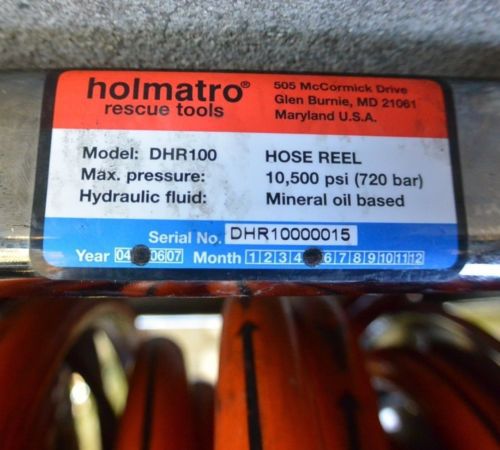 holmatro®
rescue tools
505 McCormick Drive
Glen Burnie, MD 21061
Maryland U.S.A.
Model: DHR100 HOSE REEL
Max. pressure: 10,500 psi (720 bar)
Hydraulic fluid: Mineral oil based
Serial No. DHR10000015
Year 04 06 07 Month 1 2 3 4 6 7 8 9 10 11 12